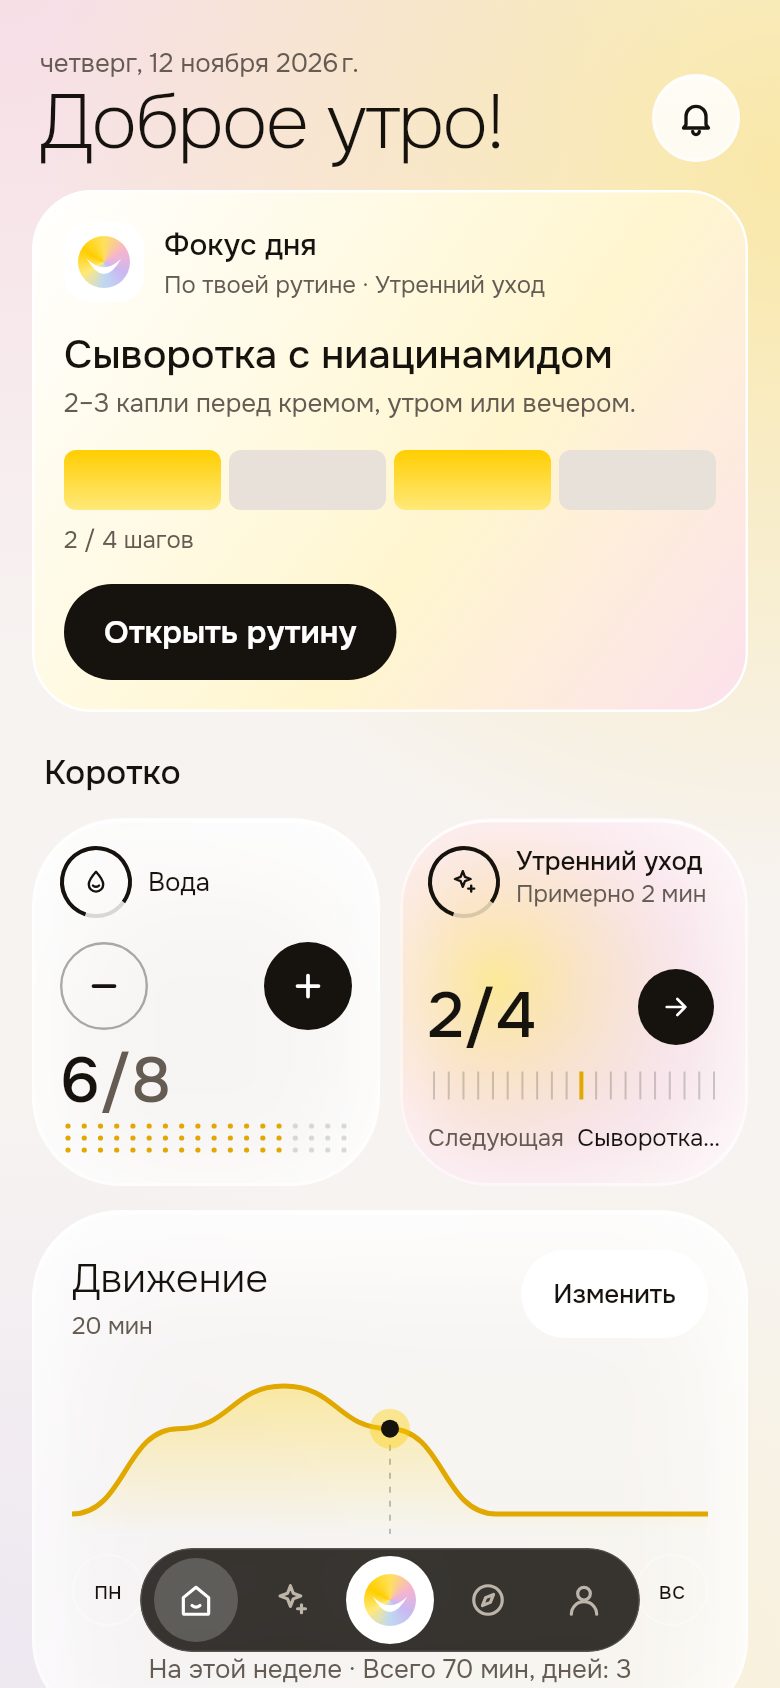 четверг, 12 ноября 2026 г.
Доброе утро!
Фокус дня
По твоей рутине · Утренний уход
Сыворотка с ниацинамидом
2–3 капли перед кремом, утром или вечером.
2 / 4 шагов
Открыть рутину
Коротко
Вода
6/8
Утренний уход
Примерно 2 мин
2/4
Следующая Сыворотка...
Движение
20 мин
Изменить
пн
вс
На этой неделе · Всего 70 мин, дней: 3